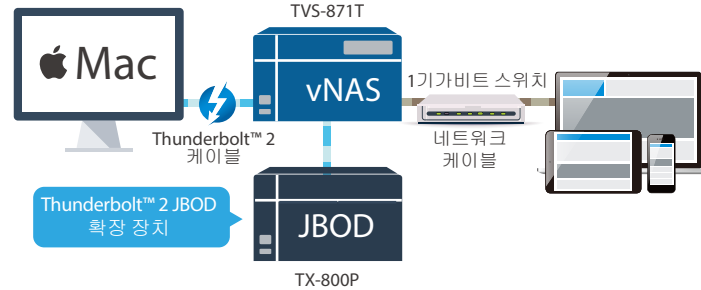 TVS-871T
Mac
vNAS
1기가비트 스위치
Thunderbolt™ 2
케이블
네트워크
케이블
Thunderbolt™ 2 JBOD
확장 장치
JBOD
TX-800P